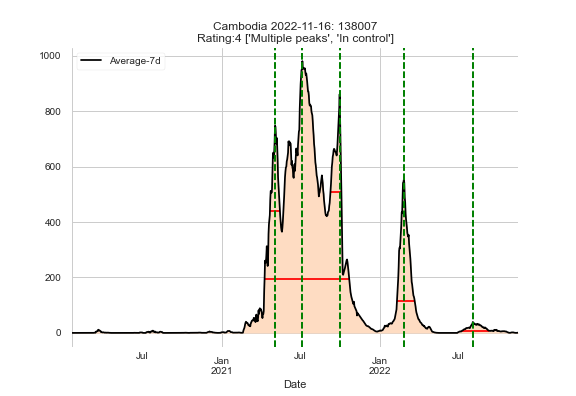 Cambodia 2022-11-16: 138007
Rating:4 ['Multiple peaks', 'In control']
Average-7d
1000
800
600
400
200
0
Jul
Jan
2021
Jul
Jan
2022
Jul
Date